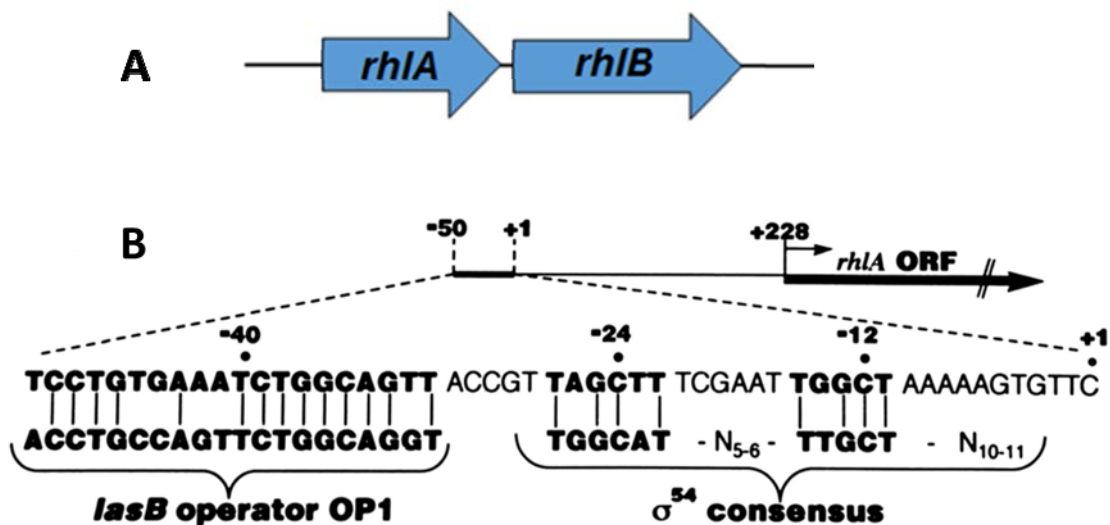 A
rhlA rhlB
B
-50 +1 +228
rhlA ORF
-40 -24 -12 +1
TCCTGTGAAATCTGGCAGTT ACCGT TAGCTT TCGAAT TGGCT AAAAAGTGTTC
ACCTGCCAGTTCTGGCAGGT TGGCAT - N5-6 - TTGCT - N10-11
lasB operator OP1 σ54 consensus